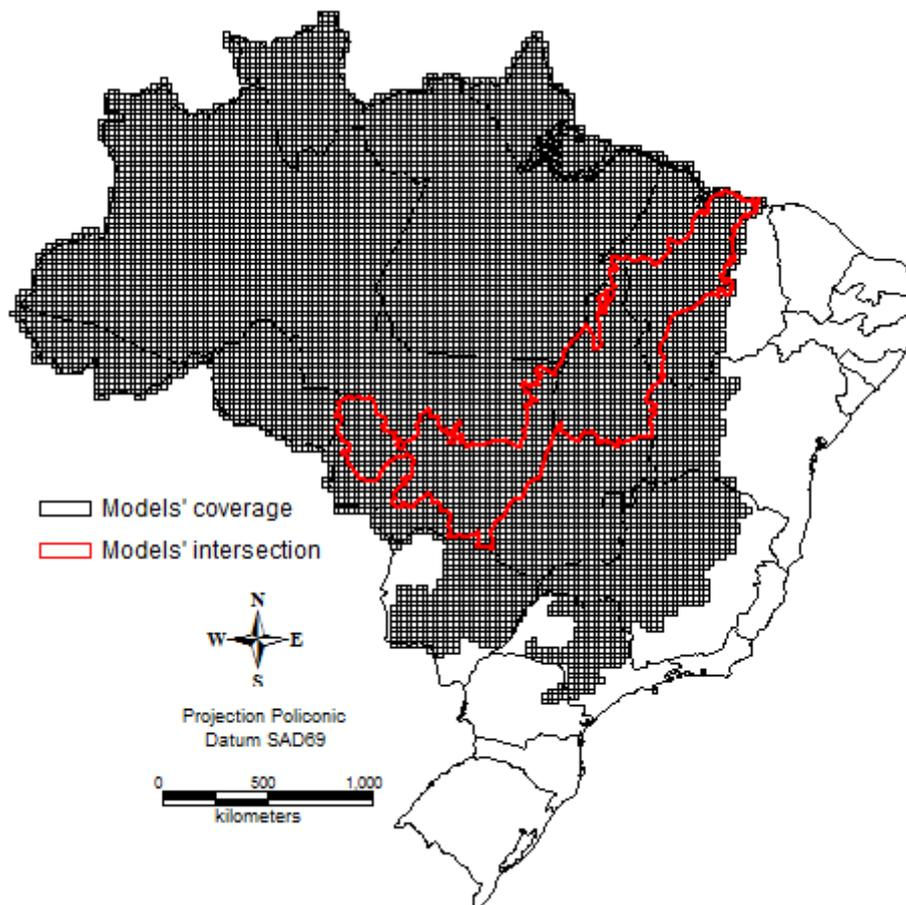 Models' coverage
Models' intersection
N
W E
S
Projection Policonic
Datum SAD69
0 500 1,000
kilometers